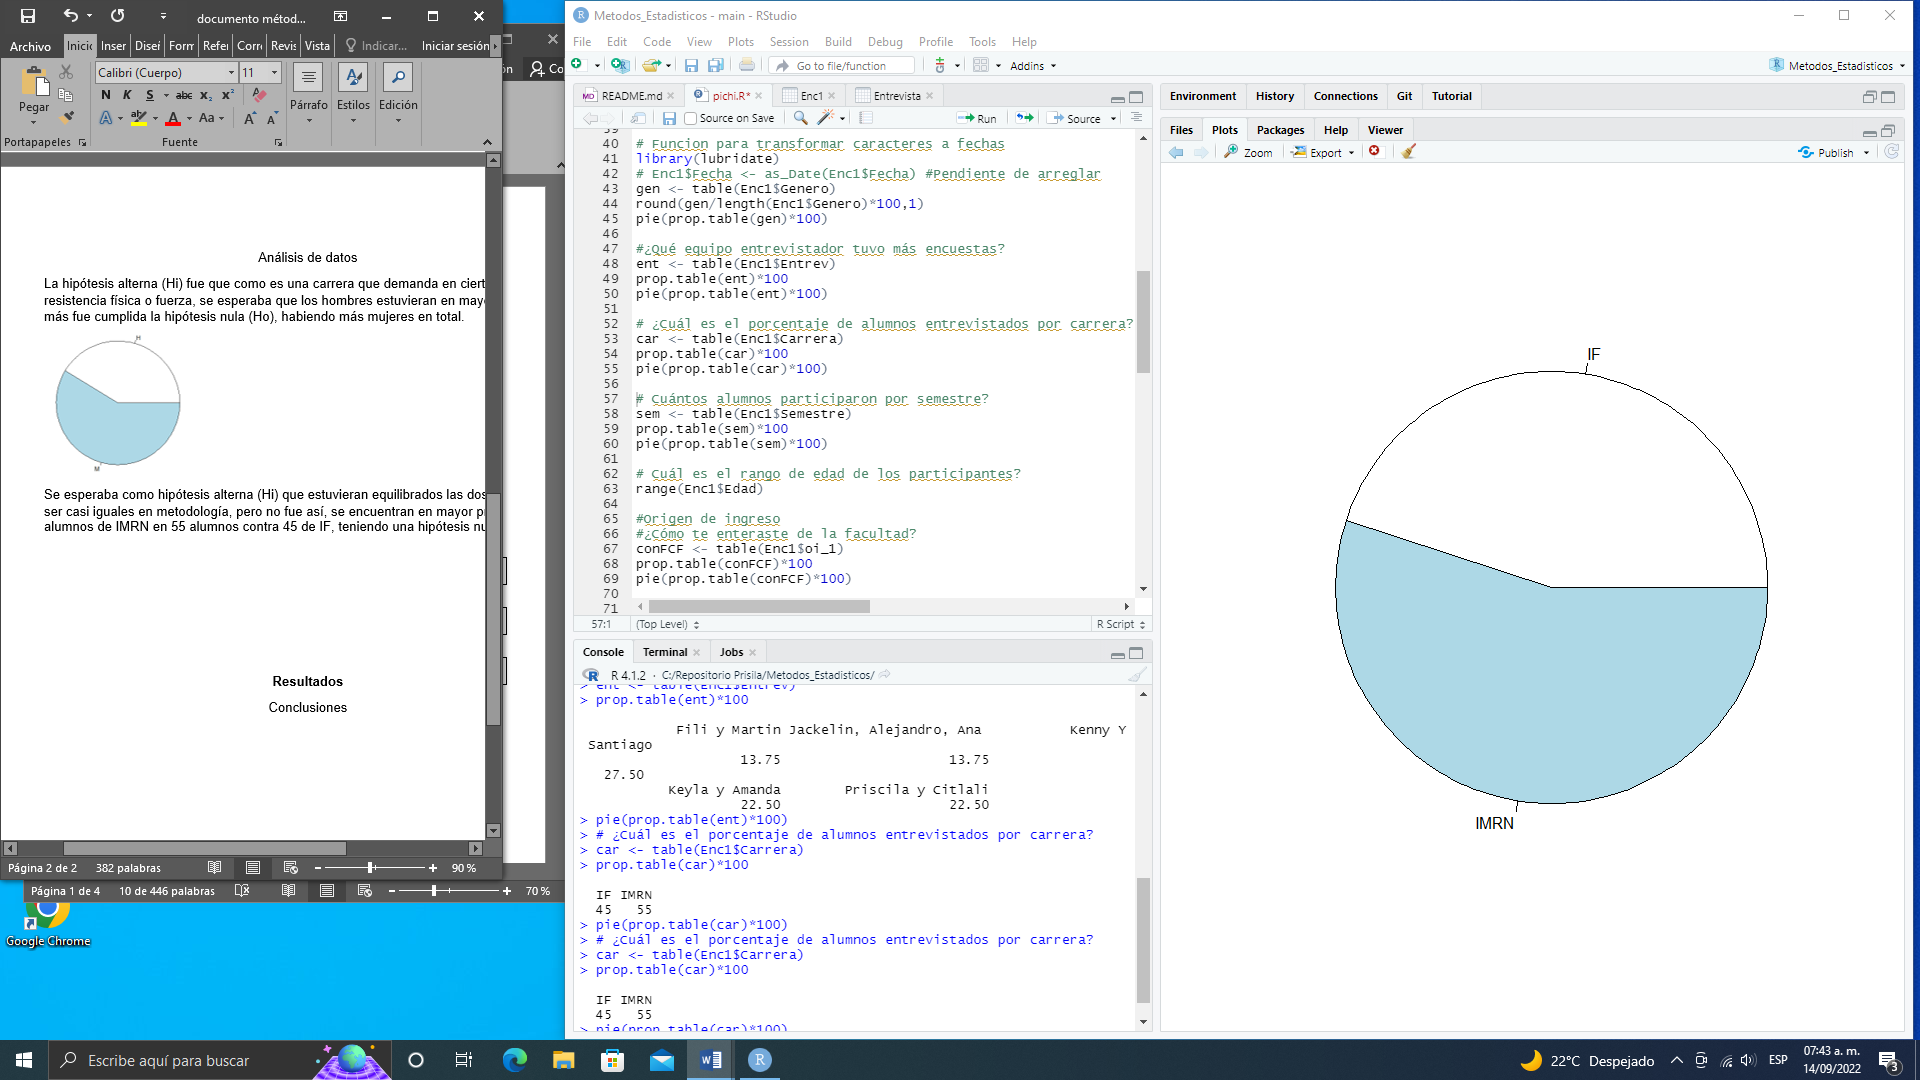 documento métod...
Archivo
Inicio
Inser
Diseí
Forn
Refer
Corre
Revis
Vista
Indicar...
Iniciar sesión
Calibri (Cuerpo)
11
N K S abc x₂ x²
Pegar
A Aa A A
Párrafo
Estilos
Edición
Portapapeles
Fuente
Análisis de datos
La hipótesis alterna (Hi) fue que como es una carrera que demanda en ciert
resistencia física o fuerza, se esperaba que los hombres estuvieran en mayo
más fue cumplida la hipótesis nula (Ho), habiendo más mujeres en total.
H
M
Se esperaba como hipótesis alterna (Hi) que estuvieran equilibrados las dos
ser casi iguales en metodología, pero no fue así, se encuentran en mayor p
alumnos de IMRN en 55 alumnos contra 45 de IF, teniendo una hipótesis nu
Resultados
Conclusiones
Página 2 de 2
382 palabras
90 %
Página 1 de 4
10 de 446 palabras
70 %
Google Chrome
Metodos_Estadisticos - main - RStudio
File Edit Code View Plots Session Build Debug Profile Tools Help
Go to file/function
Addins
Metodos_Estadisticos
README.md
pichi.R*
Enc1
Entrevista
Source on Save
Run
Source
39
40 # Funcion para transformar caracteres a fechas
41 library(lubridate)
42 # Enc1$Fecha <- as_Date(Enc1$Fecha) #Pendiente de arreglar
43 gen <- table(Enc1$Genero)
44 round(gen/length(Enc1$Genero)*100,1)
45 pie(prop.table(gen)*100)
46
47 #¿Qué equipo entrevistador tuvo más encuestas?
48 ent <- table(Enc1$Entrev)
49 prop.table(ent)*100
50 pie(prop.table(ent)*100)
51
52 # ¿Cuál es el porcentaje de alumnos entrevistados por carrera?
53 car <- table(Enc1$Carrera)
54 prop.table(car)*100
55 pie(prop.table(car)*100)
56
57 # Cuántos alumnos participaron por semestre?
58 sem <- table(Enc1$Semestre)
59 prop.table(sem)*100
60 pie(prop.table(sem)*100)
61
62 # Cuál es el rango de edad de los participantes?
63 range(Enc1$Edad)
64
65 #Origen de ingreso
66 #¿Cómo te enteraste de la facultad?
67 conFCF <- table(Enc1$oi_1)
68 prop.table(conFCF)*100
69 pie(prop.table(conFCF)*100)
70
71
57:1
(Top Level)
R Script
Console
Terminal
Jobs
R 4.1.2 · C:/Repositorio Prisila/Metodos_Estadisticos/
> ent <- table(Enc1$Entrev)
> prop.table(ent)*100
Fili y Martin Jackelin, Alejandro, Ana Kenny Y
Santiago
13.75 13.75
27.50
Keyla y Amanda Priscila y Citlali
22.50 22.50
> pie(prop.table(ent)*100)
> # ¿Cuál es el porcentaje de alumnos entrevistados por carrera?
> car <- table(Enc1$Carrera)
> prop.table(car)*100
IF IMRN
45 55
> pie(prop.table(car)*100)
> # ¿Cuál es el porcentaje de alumnos entrevistados por carrera?
> car <- table(Enc1$Carrera)
> prop.table(car)*100
IF IMRN
45 55
> pie(prop.table(car)*100)
Environment
History
Connections
Git
Tutorial
Files
Plots
Packages
Help
Viewer
Zoom
Export
Publish
IF
IMRN
Escribe aquí para buscar
22°C Despejado
ESP
07:43 a. m.
14/09/2022
3